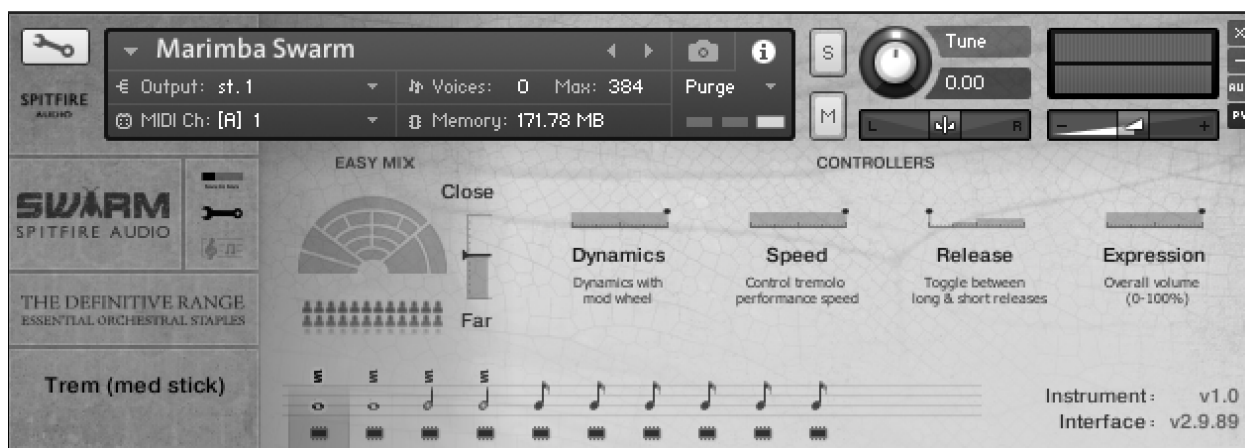 Marimba Swarm
S
Tune
SPITFIRE
AUDIO
Output: st.1
Voices: 0 Max: 384
Purge
0.00
AU
MIDI Ch: [A] 1
Memory: 171.78 MB
M
L
R
PV
EASY MIX
CONTROLLERS
Close
SWARM
SPITFIRE AUDIO
Dynamics
Speed
Release
Expression
Dynamics with
mod wheel
Control tremolo
performance speed
Toggle between
long & short releases
Overall volume
(0-100%)
THE DEFINITIVE RANGE
ESSENTIAL ORCHESTRAL STAPLES
Far
Trem (med stick)
Instrument: v1.0
Interface: v2.9.89